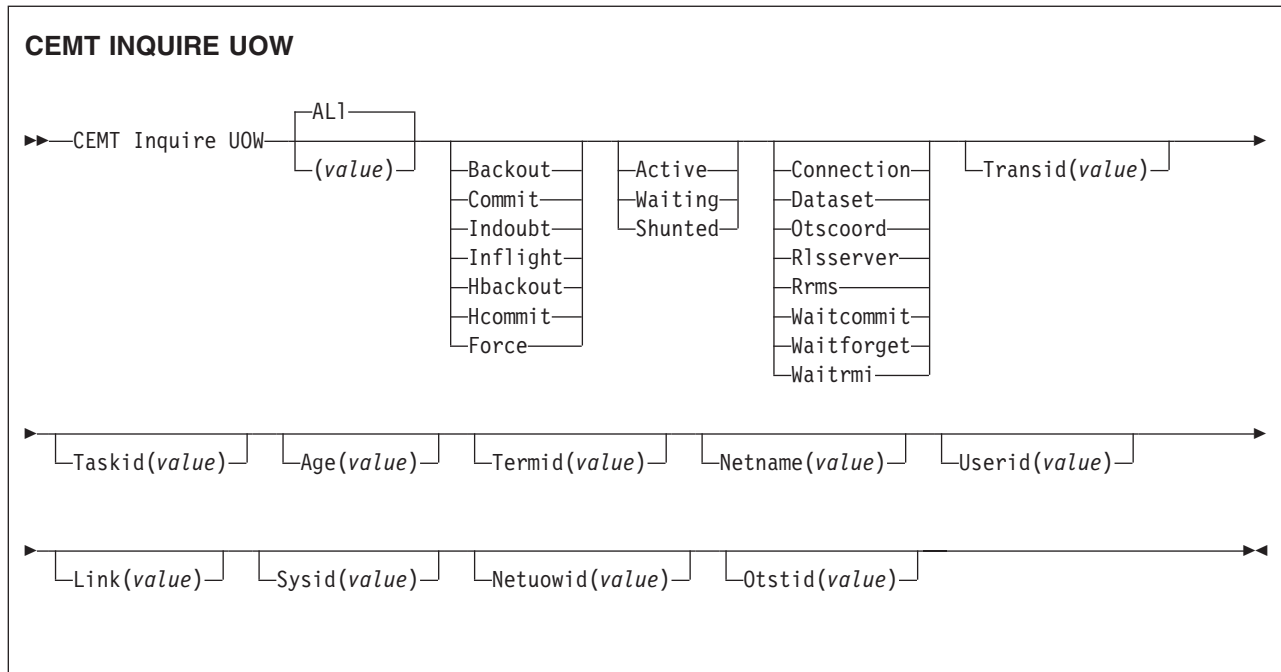 CEMT INQUIRE UOW
ALl
CEMT Inquire UOW
(value)
Backout
Commit
Indoubt
Inflight
Hbackout
Hcommit
Force
Active
Waiting
Shunted
Connection
Dataset
Otscoord
Rlsserver
Rrms
Waitcommit
Waitforget
Waitrmi
Transid(value)
Taskid(value)
Age(value)
Termid(value)
Netname(value)
Userid(value)
Link(value)
Sysid(value)
Netuowid(value)
Otstid(value)